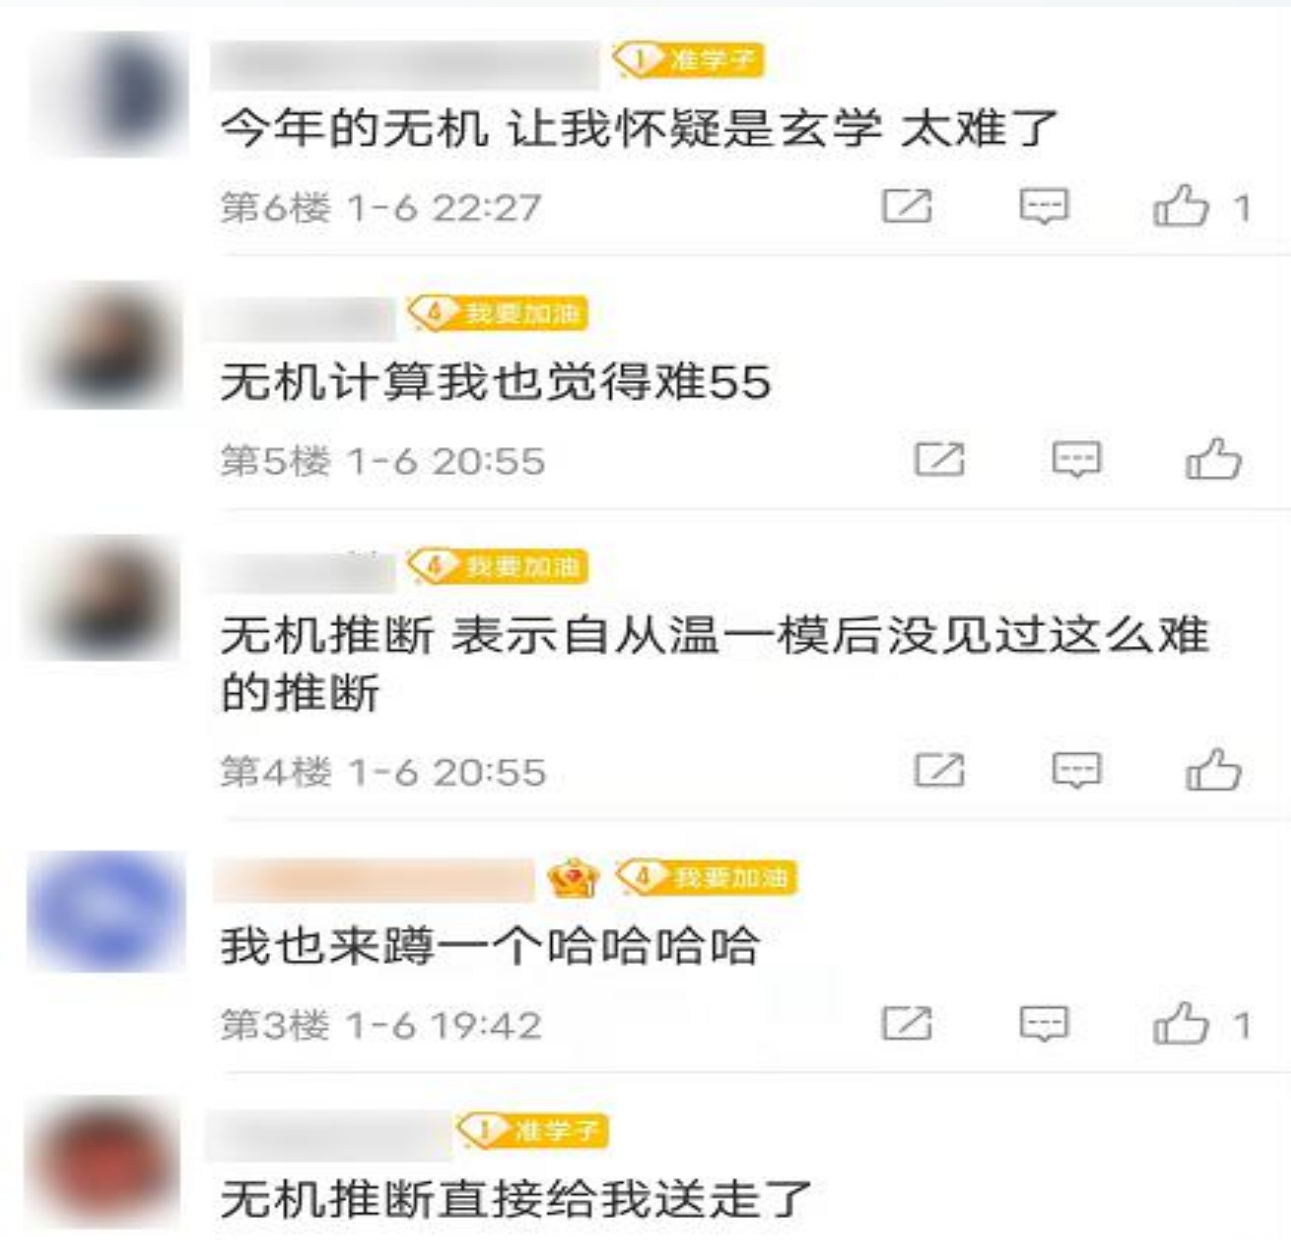 1 准学子
今年的无机 让我怀疑是玄学 太难了
第6楼 1-6 22:27 1
4 我要加油
无机计算我也觉得难55
第5楼 1-6 20:55
4 我要加油
无机推断 表示自从温一模后没见过这么难
的推断
第4楼 1-6 20:55
1 4 我要加油
我也来蹲一个哈哈哈哈
第3楼 1-6 19:42 1
1 准学子
无机推断直接给我送走了